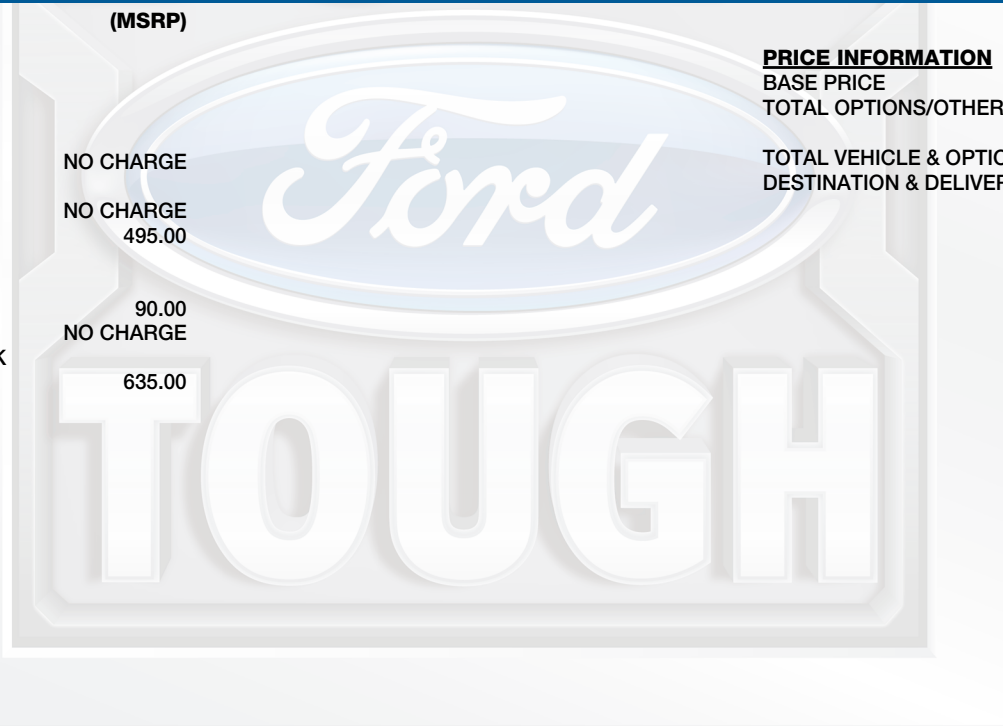 (MSRP)
PRICE INFORMATION
BASE PRICE
TOTAL OPTIONS/OTHER
NO CHARGE
TOTAL VEHICLE & OPTIO
DESTINATION & DELIVER
NO CHARGE
495.00
90.00
NO CHARGE
K
635.00
Ford
TOUGH